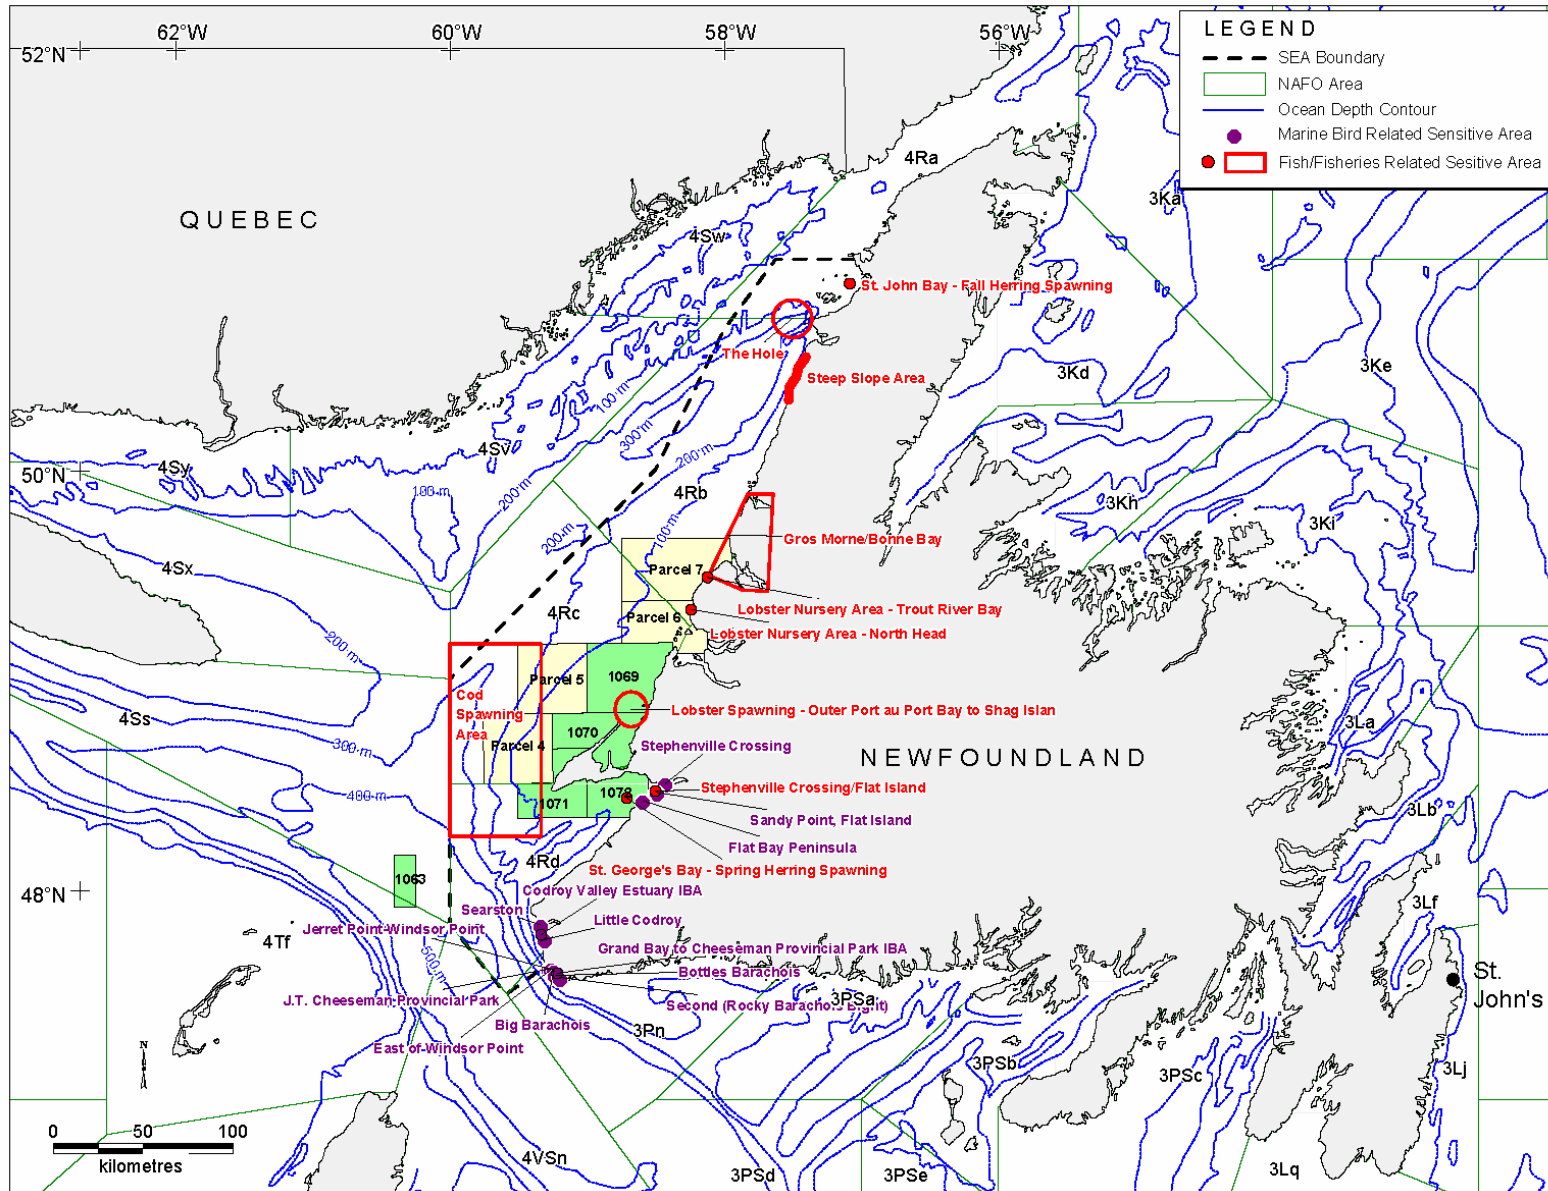 62°W
60°W
58°W
56°W
52°N
50°N
48°N
LEGEND
SEA Boundary
NAFO Area
Ocean Depth Contour
Marine Bird Related Sensitive Area
Fish/Fisheries Related Sesitive Area
QUEBEC
4Ra
3Ka
4Sw
St. John Bay - Fall Herring Spawning
The Hole
Steep Slope Area
3Kd
3Ke
100 m
300 m
200 m
4Sv
4Sy
100 m
200 m
200 m
4Rb
100 m
3Kh
3Ki
Gros Morne/Bonne Bay
4Sx
Parcel 7
4Rc
Parcel 6
Lobster Nursery Area - Trout River Bay
Lobster Nursery Area - North Head
200 m
Parcel 5
1069
Cod
Spawning
Area
4Ss
300 m
Lobster Spawning - Outer Port au Port Bay to Shag Islan
1070
Parcel 4
Stephenville Crossing
NEWFOUNDLAND
3La
400 m
1071
Stephenville Crossing/Flat Island
Sandy Point, Flat Island
3Lb
Flat Bay Peninsula
4Rd
St. George's Bay - Spring Herring Spawning
1063
Codroy Valley Estuary IBA
Searston
Little Codroy
3Lf
Jerret Point-Windsor Point
4Tf
Grand Bay to Cheeseman Provincial Park IBA
500 m
Bottles Barachois
St.
John's
J.T. Cheeseman Provincial Park
3PSa
Big Barachois
3Pn
East of Windsor Point
3PSb
3PSc
3Lj
N
0 50 100
kilometres
4VSn
3PSd
3PSe
3Lq